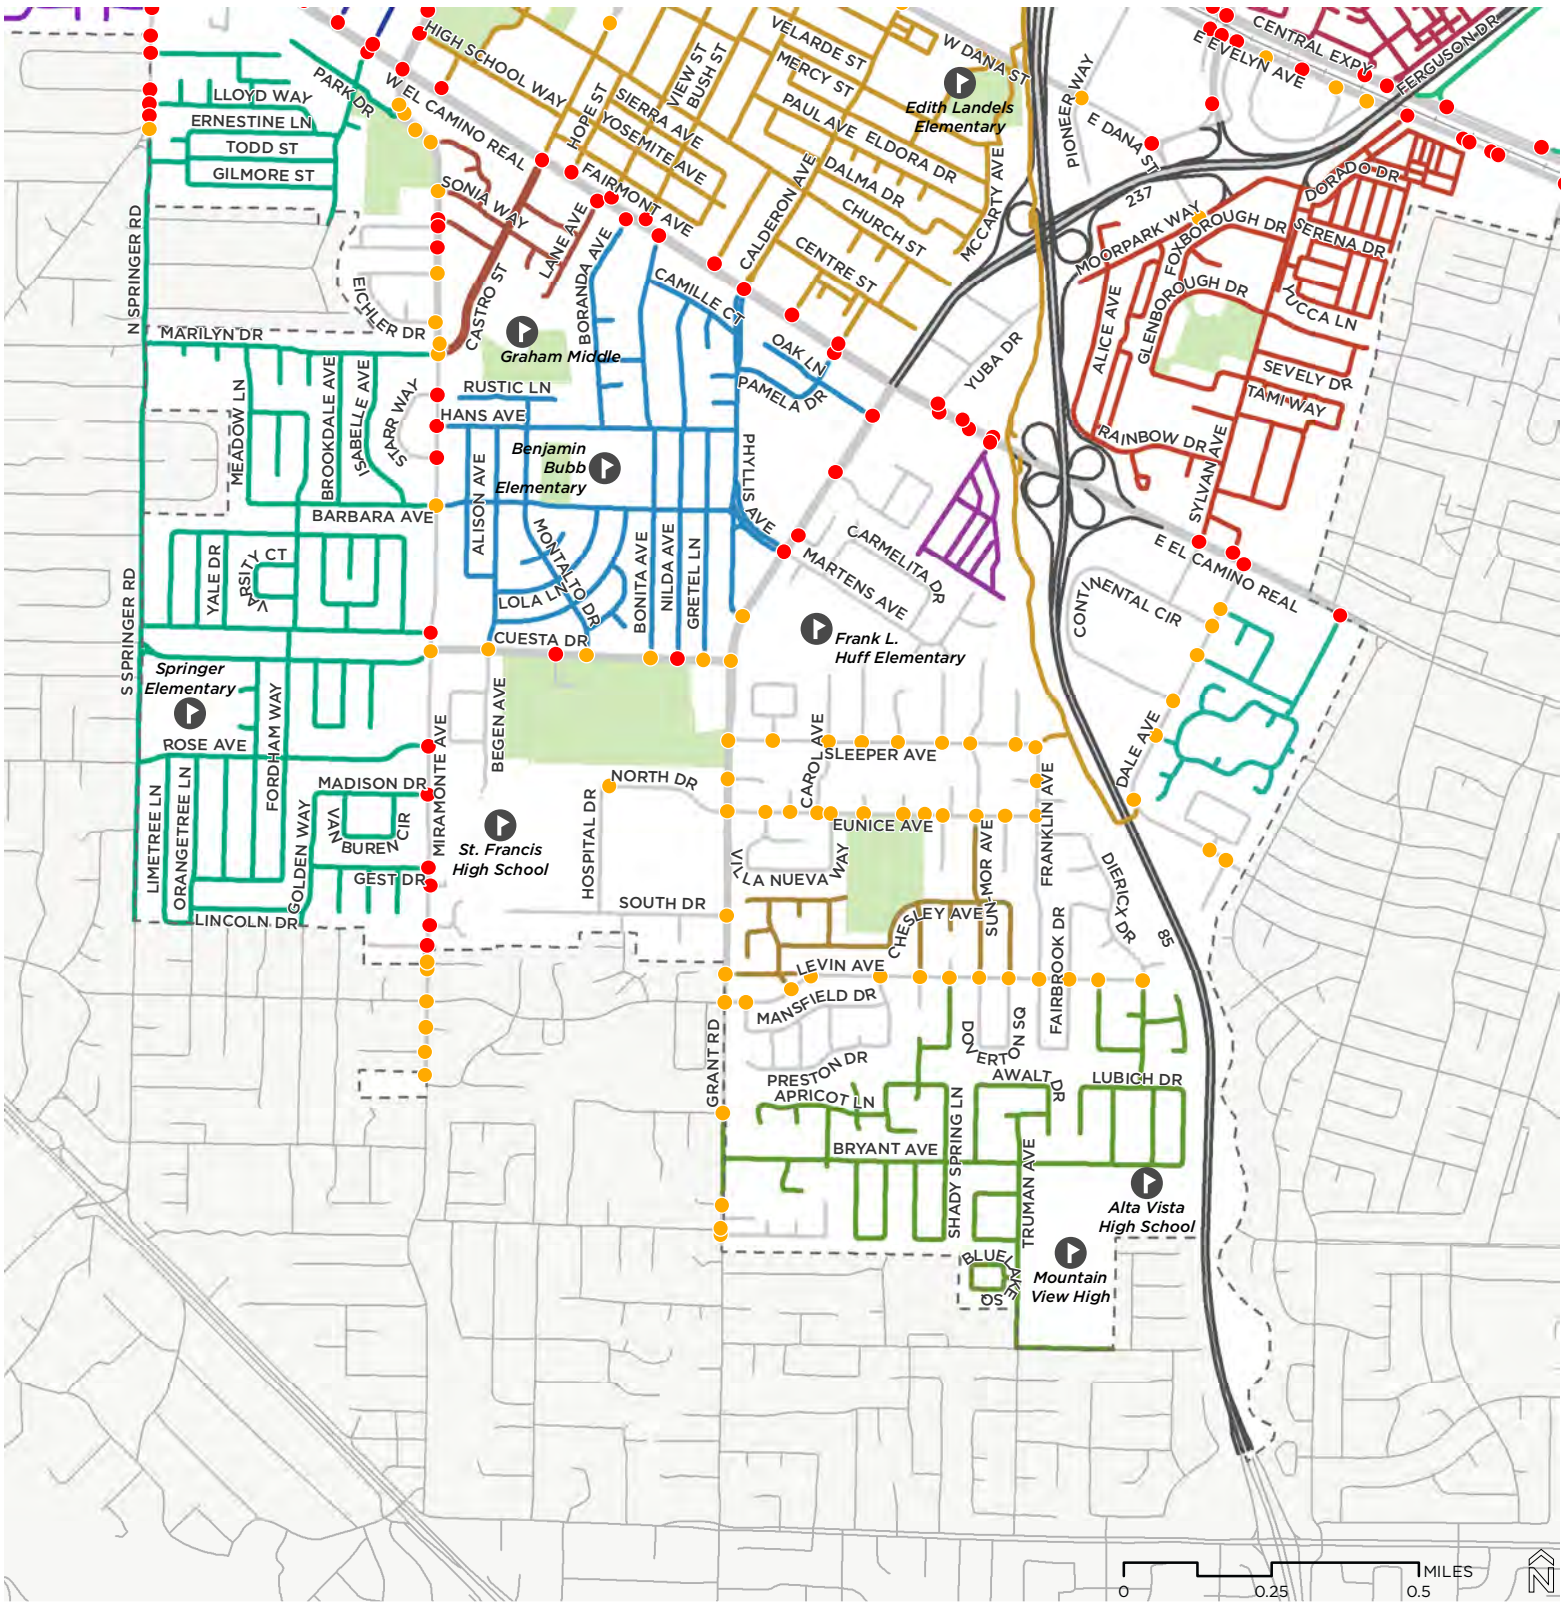 HIGH SCHOOL WAY
VELARDE ST
W DANA ST
CENTRAL EXPY
E EVELYN AVE
FERGUSON DR
PARK DR
W EL CAMINO REAL
HOPE ST
VIEW ST
BUSH ST
MERCY ST
Edith Landels
Elementary
PIONEER WAY
LLOYD WAY
ERNESTINE LN
TODD ST
GILMORE ST
SIERRA AVE
YOSEMITE AVE
PAUL AVE
ELDORA DR
E DANA ST
SONIA WAY
FAIRMONT AVE
DALMA DR
MCCARTY AVE
237
DORADO DR
N SPRINGER RD
LANE AVE
BORANDA AVE
CALDERON AVE
CHURCH ST
CENTRE ST
MOORPARK WAY
FOXBOROUGH DR
SERENA DR
EICHLER DR
CASTRO ST
CAMILLE CT
GLENBOROUGH DR
YUCCA LN
MARILYN DR
Graham Middle
OAK LN
YUBA DR
ALICE AVE
SEVELY DR
MEADOW LN
BROOKDALE AVE
ISABELLE AVE
STARR WAY
RUSTIC LN
HANS AVE
PAMELA DR
TAMI WAY
RAINBOW DR
Benjamin
Bubb
Elementary
PHYLLIS AVE
SYLVAN AVE
BARBARA AVE
ALISON AVE
YALE DR
VARSITY CT
MONTALTO DR
LOLA LN
BONITA AVE
NILDA AVE
GRETEL LN
CARMELITA DR
MARTENS AVE
E EL CAMINO REAL
CONTINENTAL CIR
CUESTA DR
Frank L.
Huff Elementary
S SPRINGER RD
Springer
Elementary
ROSE AVE
FORDHAM WAY
MIRAMONTE AVE
BEGEN AVE
CAROL AVE
SLEEPER AVE
DALE AVE
MADISON DR
NORTH DR
LIMETREE LN
ORANGETREE LN
GOLDEN WAY
VAN BUREN CIR
St. Francis
High School
HOSPITAL DR
EUNICE AVE
FRANKLIN AVE
GEST DR
VILLA NUEVA WAY
SUN-MOR AVE
DIERICX DR
LINCOLN DR
SOUTH DR
CHESLEY AVE
85
LEVIN AVE
FAIRBROOK DR
MANSFIELD DR
GRANT RD
DOVERTON SQ
PRESTON DR
APRICOT LN
AWALT DR
LUBICH DR
BRYANT AVE
SHADY SPRING LN
TRUMAN AVE
Alta Vista
High School
BLUE LAKE SQ
Mountain
View High
0
0.25
0.5
MILES
N